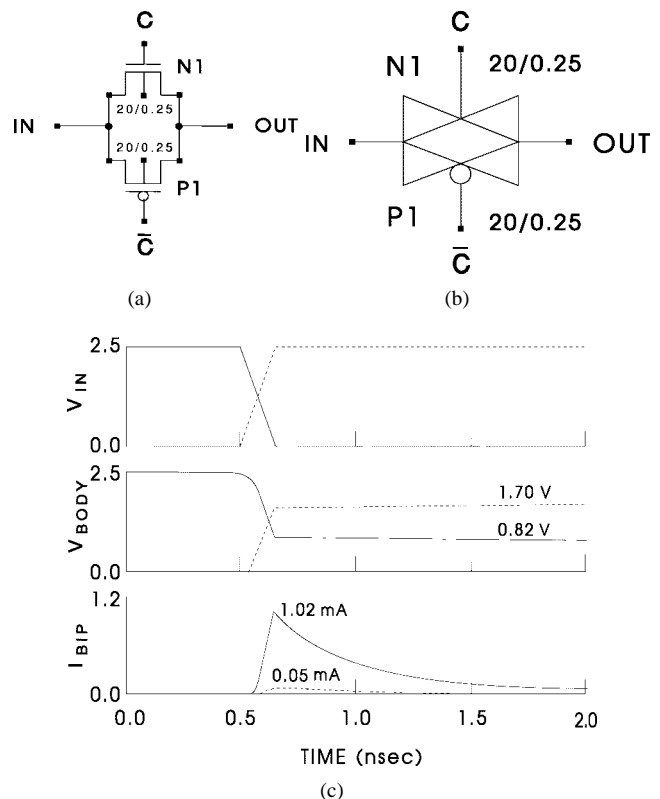 C
N1
20/0.25
IN
OUT
20/0.25
P1
C̅
(a)
C
N1
20/0.25
IN
OUT
P1
20/0.25
C̅
(b)
2.5
V_IN
0.0
2.5
V_BODY
1.70 V
0.82 V
0.0
1.2
I_BIP
1.02 mA
0.05 mA
0.0
0.0 0.5 1.0 1.5 2.0
TIME (nsec)
(c)